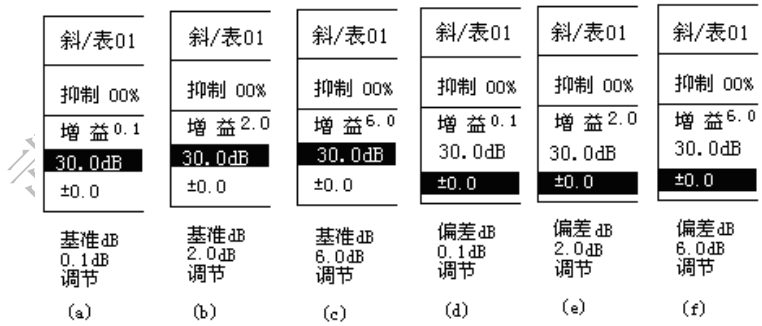 斜/表01 斜/表01 斜/表01 斜/表01 斜/表01 斜/表01
抑制 00% 抑制 00% 抑制 00% 抑制 00% 抑制 00% 抑制 00%
增 益0.1 增 益2.0 增 益6.0 增 益0.1 增 益2.0 增 益6.0
30.0dB 30.0dB 30.0dB 30.0dB 30.0dB 30.0dB
±0.0 ±0.0 ±0.0 ±0.0 ±0.0 ±0.0
基准dB 基准dB 基准dB 偏差dB 偏差dB 偏差dB
0.1dB 2.0dB 6.0dB 0.1dB 2.0dB 6.0dB
调节 调节 调节 调节 调节 调节
(a) (b) (c) (d) (e) (f)